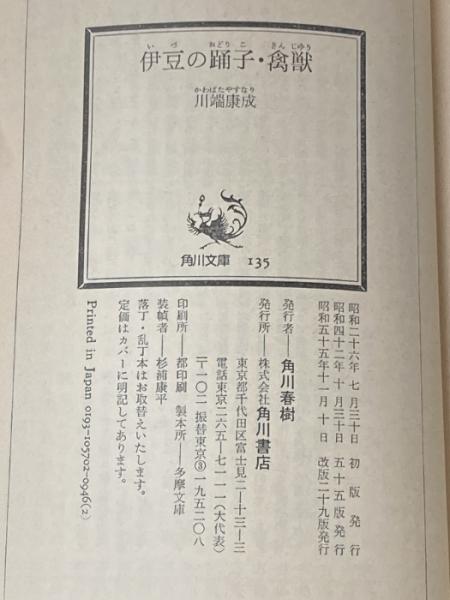 伊豆の踊子・禽獣
いづ おどりこ きんじゅう
川端康成
かわばたやすなり
角川文庫 135
昭和二十六年 七月三十日 初版発行
昭和四十二年 十月三十日 五十五版発行
昭和五十五年十一月 十日 改版二十九版発行
発行者――角川春樹
発行所――株式会社角川書店
東京都千代田区富士見二―十三―三
電話東京二六五―七一一一(大代表)
〒一〇二 振替東京③一九五二〇八
印刷所――都印刷 製本所――多摩文庫
装幀者――杉浦康平
落丁・乱丁本はお取替えいたします。
定価はカバーに明記してあります。
Printed in Japan 0193-105702-0946(2)